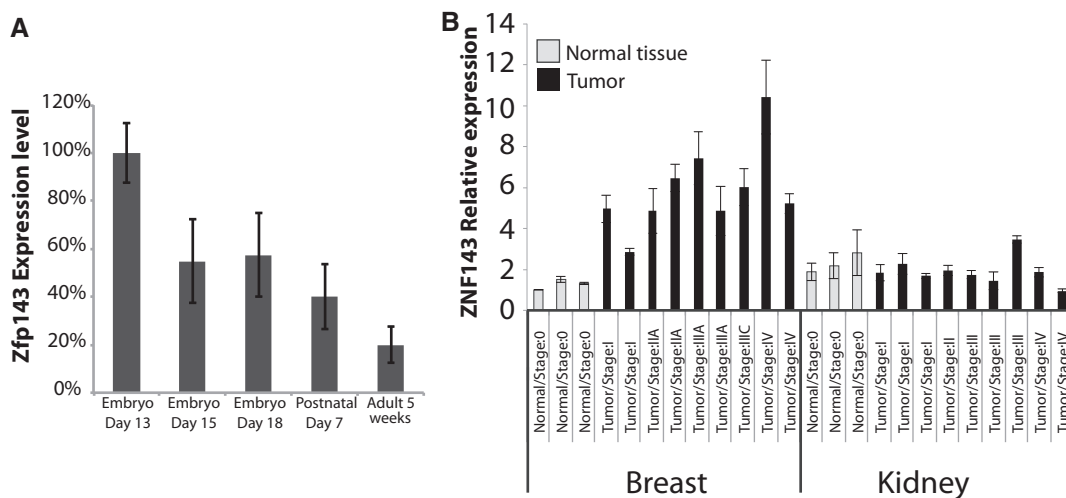 A
Zfp143 Expression level
120%
100%
80%
60%
40%
20%
0%
Embryo
Day 13
Embryo
Day 15
Embryo
Day 18
Postnatal
Day 7
Adult 5
weeks
B
ZNF143 Relative expression
14
12
10
8
6
4
2
0
Normal tissue
Tumor
Normal/Stage:0
Normal/Stage:0
Normal/Stage:0
Tumor/Stage:I
Tumor/Stage:I
Tumor/Stage:IIA
Tumor/Stage:IIA
Tumor/Stage:IIIA
Tumor/Stage:IIIA
Tumor/Stage:IIIC
Tumor/Stage:IV
Tumor/Stage:IV
Normal/Stage:0
Normal/Stage:0
Normal/Stage:0
Tumor/Stage:I
Tumor/Stage:I
Tumor/Stage:I
Tumor/Stage:II
Tumor/Stage:III
Tumor/Stage:III
Tumor/Stage:III
Tumor/Stage:IV
Tumor/Stage:IV
Breast
Kidney